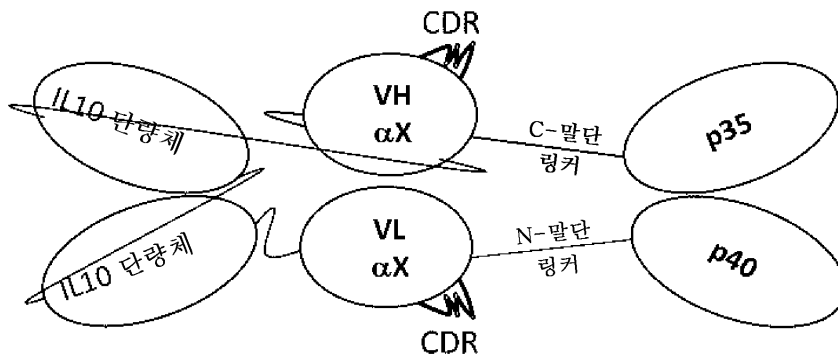 CDR
IL10 단량체
VH
αX
C-말단
링커
p35
IL10 단량체
VL
αX
N-말단
링커
p40
CDR